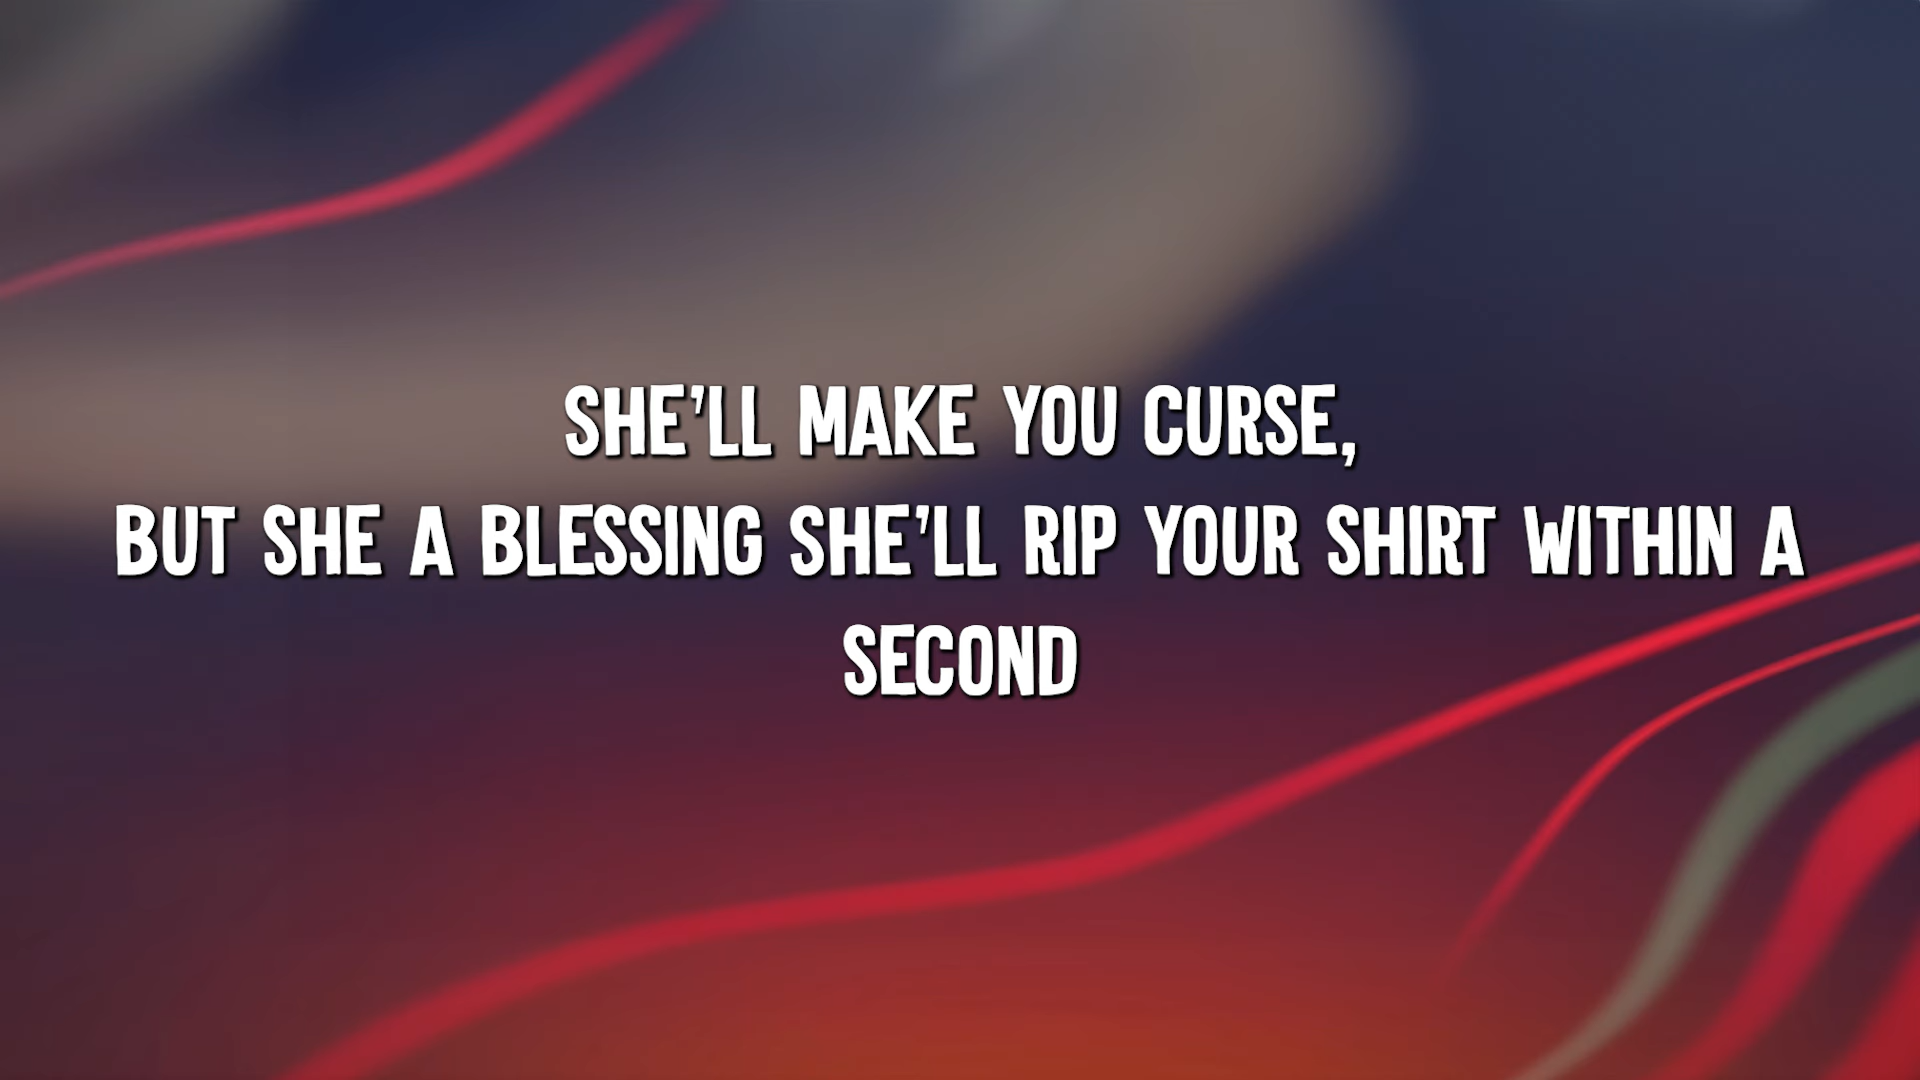 SHE'LL MAKE YOU CURSE,
BUT SHE A BLESSING SHE'LL RIP YOUR SHIRT WITHIN A
SECOND